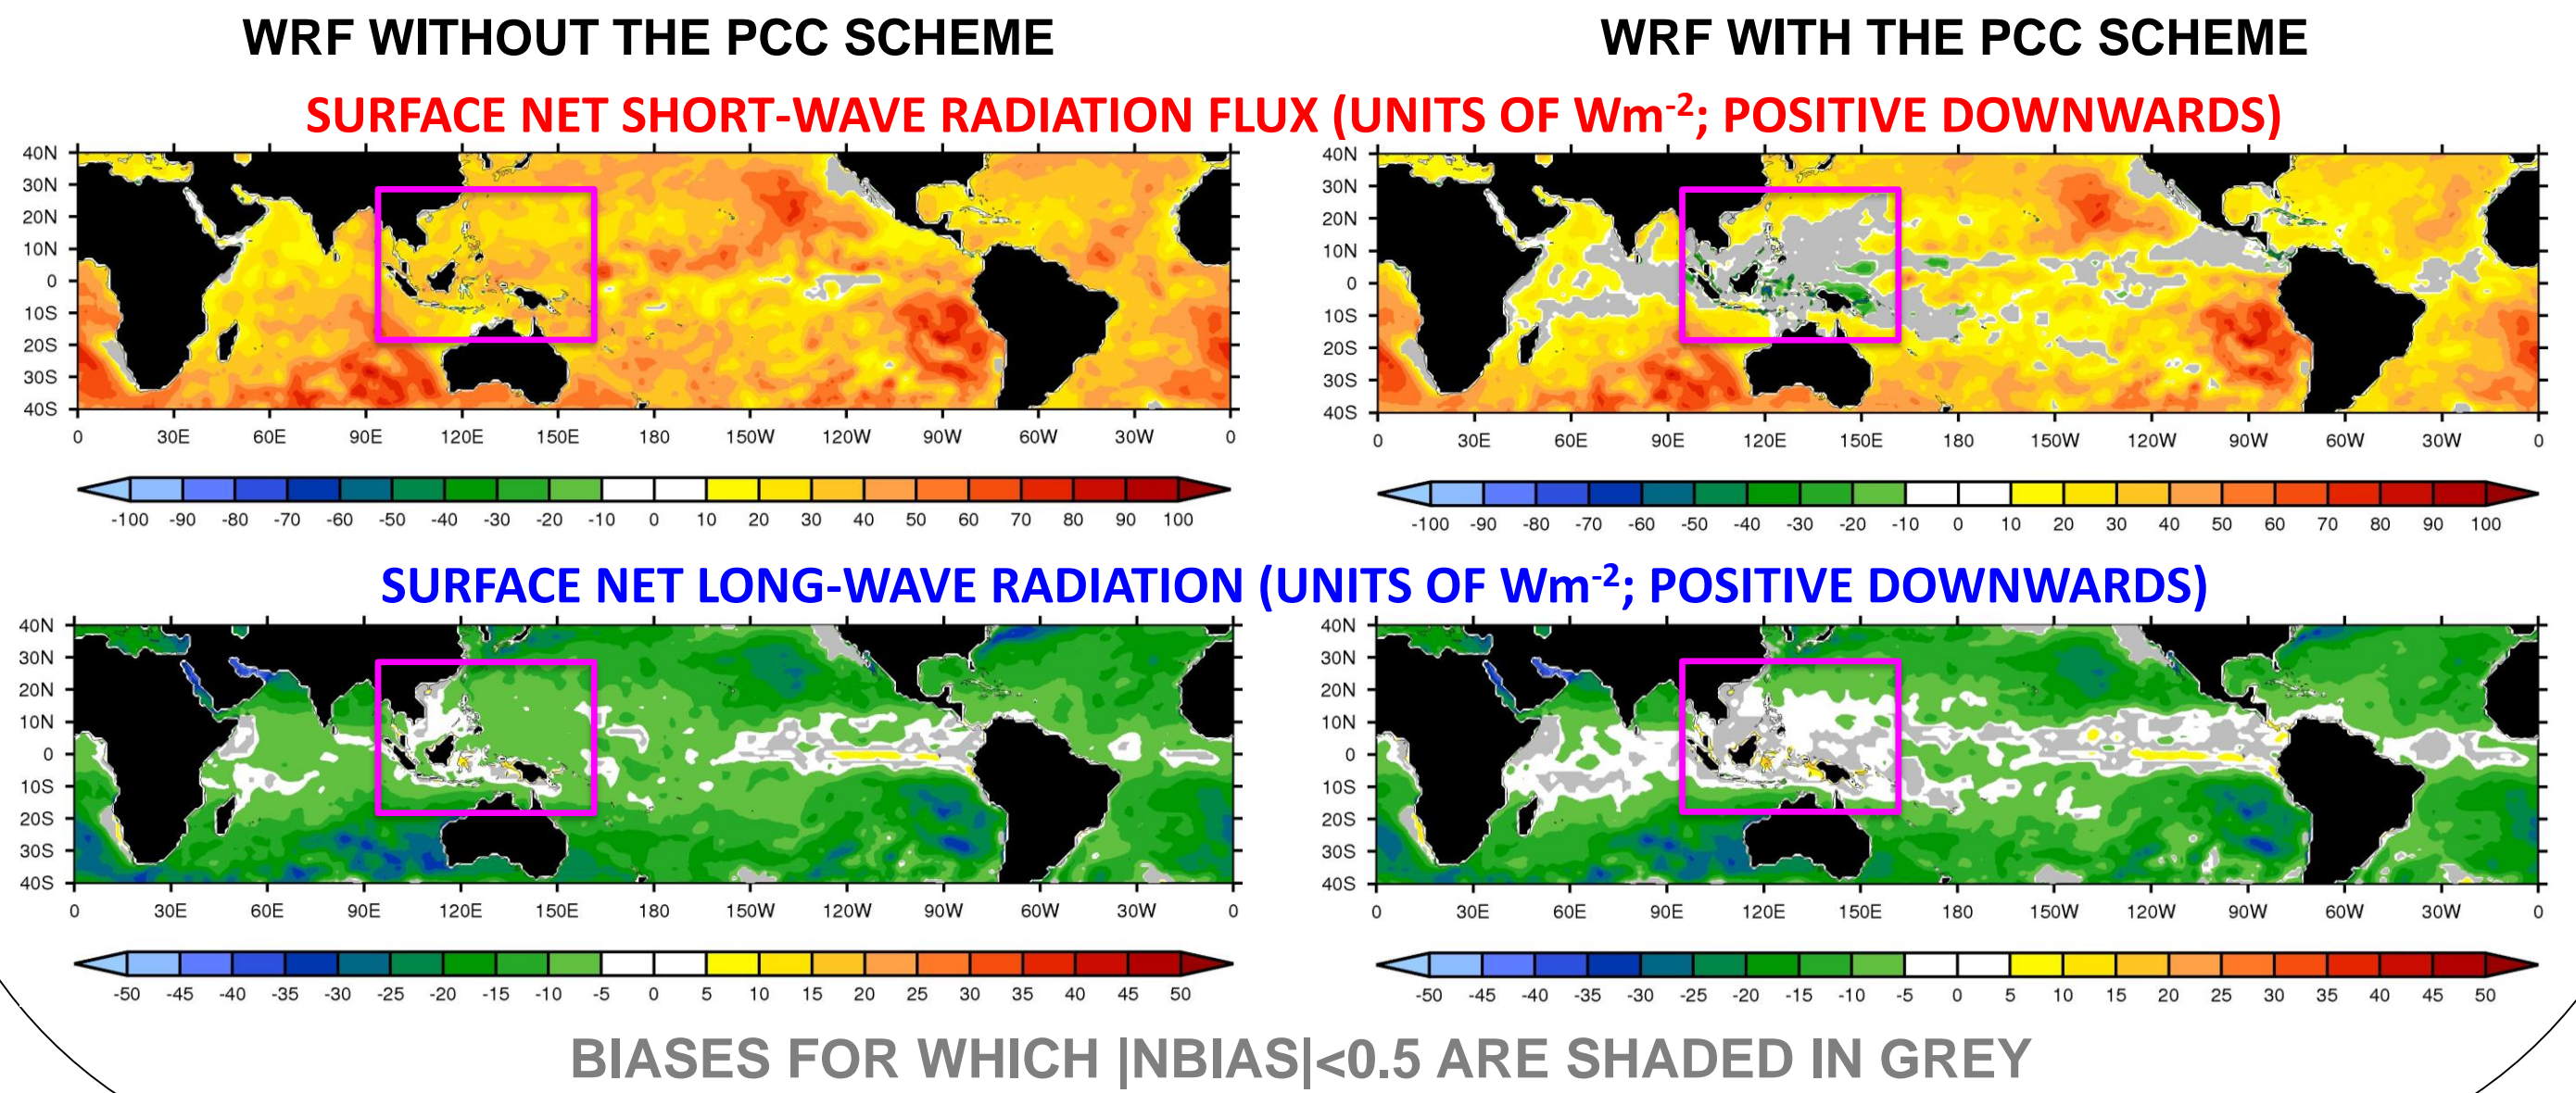 WRF WITHOUT THE PCC SCHEME
WRF WITH THE PCC SCHEME
SURFACE NET SHORT-WAVE RADIATION FLUX (UNITS OF Wm-2; POSITIVE DOWNWARDS)
40N
30N
20N
10N
0
10S
20S
30S
40S
0 30E 60E 90E 120E 150E 180 150W 120W 90W 60W 30W 0
-100 -90 -80 -70 -60 -50 -40 -30 -20 -10 0 10 20 30 40 50 60 70 80 90 100
40N
30N
20N
10N
0
10S
20S
30S
40S
0 30E 60E 90E 120E 150E 180 150W 120W 90W 60W 30W 0
-100 -90 -80 -70 -60 -50 -40 -30 -20 -10 0 10 20 30 40 50 60 70 80 90 100
SURFACE NET LONG-WAVE RADIATION (UNITS OF Wm-2; POSITIVE DOWNWARDS)
40N
30N
20N
10N
0
10S
20S
30S
40S
0 30E 60E 90E 120E 150E 180 150W 120W 90W 60W 30W 0
-50 -45 -40 -35 -30 -25 -20 -15 -10 -5 0 5 10 15 20 25 30 35 40 45 50
40N
30N
20N
10N
0
10S
20S
30S
40S
0 30E 60E 90E 120E 150E 180 150W 120W 90W 60W 30W 0
-50 -45 -40 -35 -30 -25 -20 -15 -10 -5 0 5 10 15 20 25 30 35 40 45 50
BIASES FOR WHICH |NBIAS|<0.5 ARE SHADED IN GREY